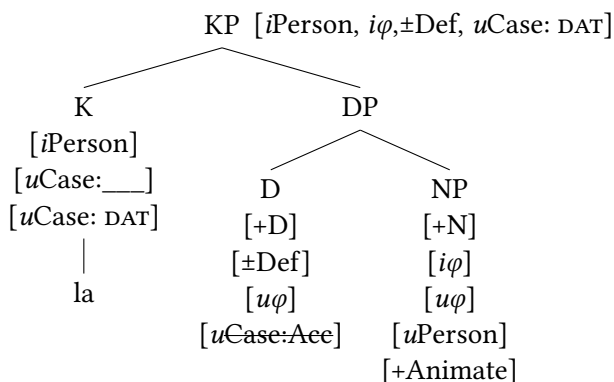 KP [iPerson, iφ,±Def, uCase: DAT]
K DP
[iPerson]
[uCase:___]
[uCase: DAT]
la
D NP
[+D] [+N]
[±Def] [iφ]
[uφ] [uφ]
[uCase:Acc] [uPerson]
[+Animate]